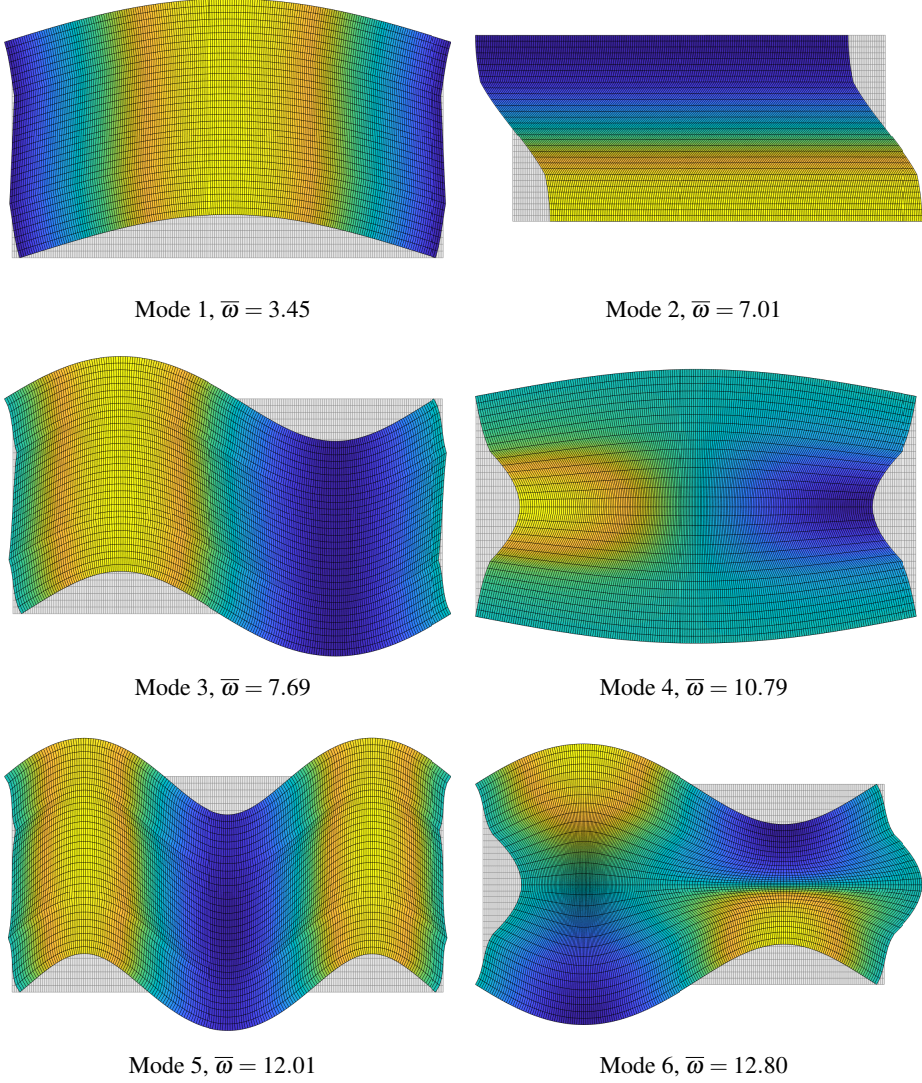 Mode 1, ω̅ = 3.45
Mode 2, ω̅ = 7.01
Mode 3, ω̅ = 7.69
Mode 4, ω̅ = 10.79
Mode 5, ω̅ = 12.01
Mode 6, ω̅ = 12.80